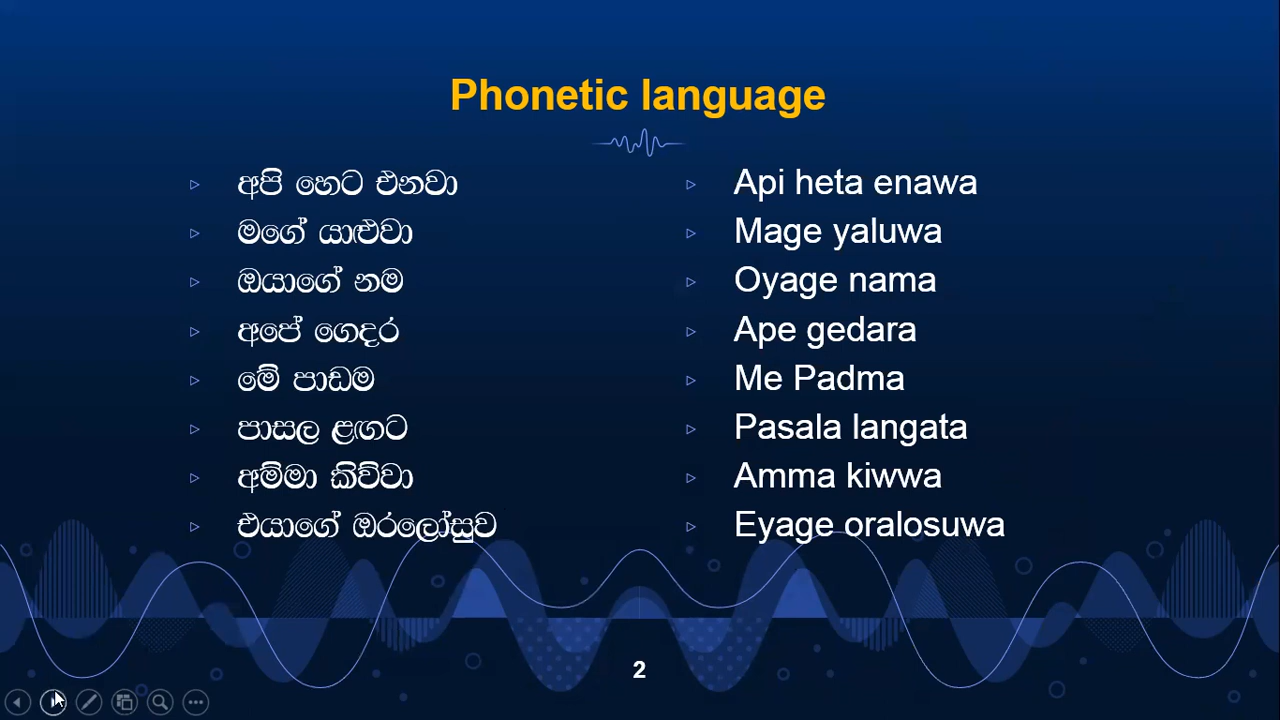 Phonetic language
අපි හෙට එනවා
මගේ යාළුවා
ඔයාගේ නම
අපේ ගෙදර
මේ පාඩම
පාසල ළඟට
අම්මා කිව්වා
එයාගේ ඔරලෝසුව
Api heta enawa
Mage yaluwa
Oyage nama
Ape gedara
Me Padma
Pasala langata
Amma kiwwa
Eyage oralosuwa
2